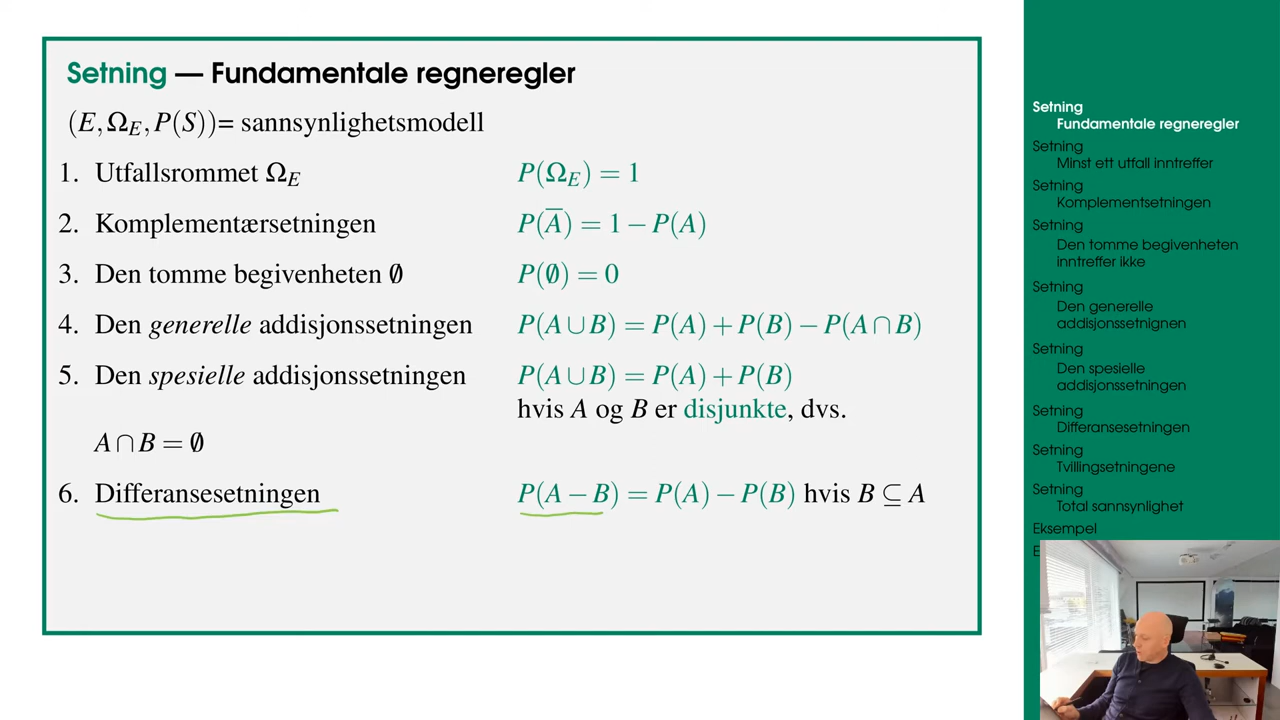 Setning — Fundamentale regneregler
(E, Ω_E, P(S))= sannsynlighetsmodell
1. Utfallsrommet Ω_E P(Ω_E) = 1
2. Komplementærsetningen P(A̅) = 1 − P(A)
3. Den tomme begivenheten ∅ P(∅) = 0
4. Den generelle addisjonssetningen P(A ∪ B) = P(A) + P(B) − P(A ∩ B)
5. Den spesielle addisjonssetningen P(A ∪ B) = P(A) + P(B)
hvis A og B er disjunkte, dvs.
A ∩ B = ∅
6. Differansesetningen P(A − B) = P(A) − P(B) hvis B ⊆ A
Setning
Fundamentale regneregler
Setning
Minst ett utfall inntreffer
Setning
Komplementsetningen
Setning
Den tomme begivenheten
inntreffer ikke
Setning
Den generelle
addisjonssetnignen
Setning
Den spesielle
addisjonssetningen
Setning
Differansesetningen
Setning
Tvillingsetningene
Setning
Total sannsynlighet
Eksempel